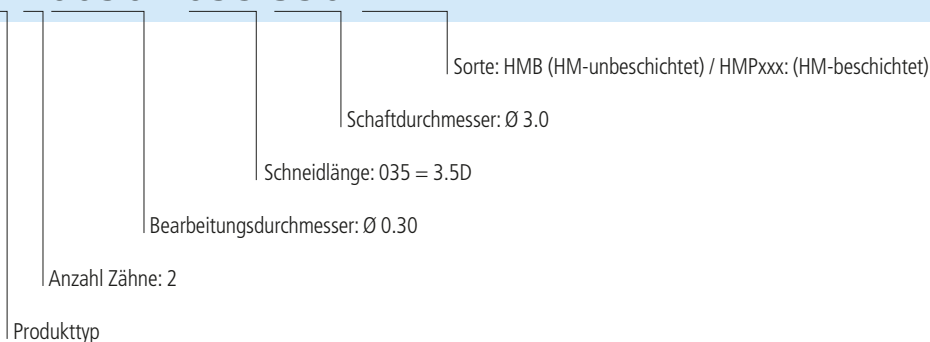 Sorte: HMB (HM-unbeschichtet) / HMPxxx: (HM-beschichtet)
Schaftdurchmesser: Ø 3.0
Schneidlänge: 035 = 3.5D
Bearbeitungsdurchmesser: Ø 0.30
Anzahl Zähne: 2
Produkttyp